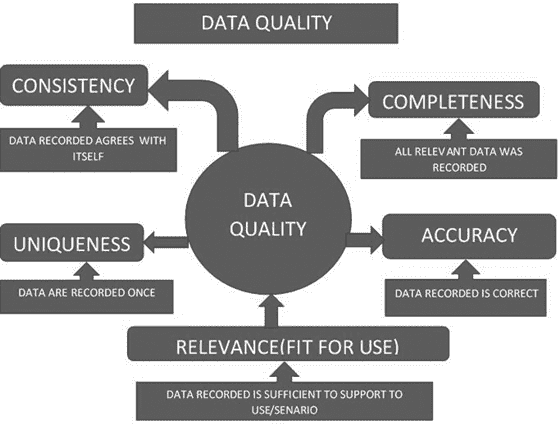 DATA QUALITY
CONSISTENCY
DATA RECORDED AGREES WITH
ITSELF
COMPLETENESS
ALL RELEVANT DATA WAS
RECORDED
DATA
QUALITY
UNIQUENESS
DATA ARE RECORDED ONCE
ACCURACY
DATA RECORDED IS CORRECT
RELEVANCE(FIT FOR USE)
DATA RECORDED IS SUFFICIENT TO SUPPORT TO
USE/SENARIO